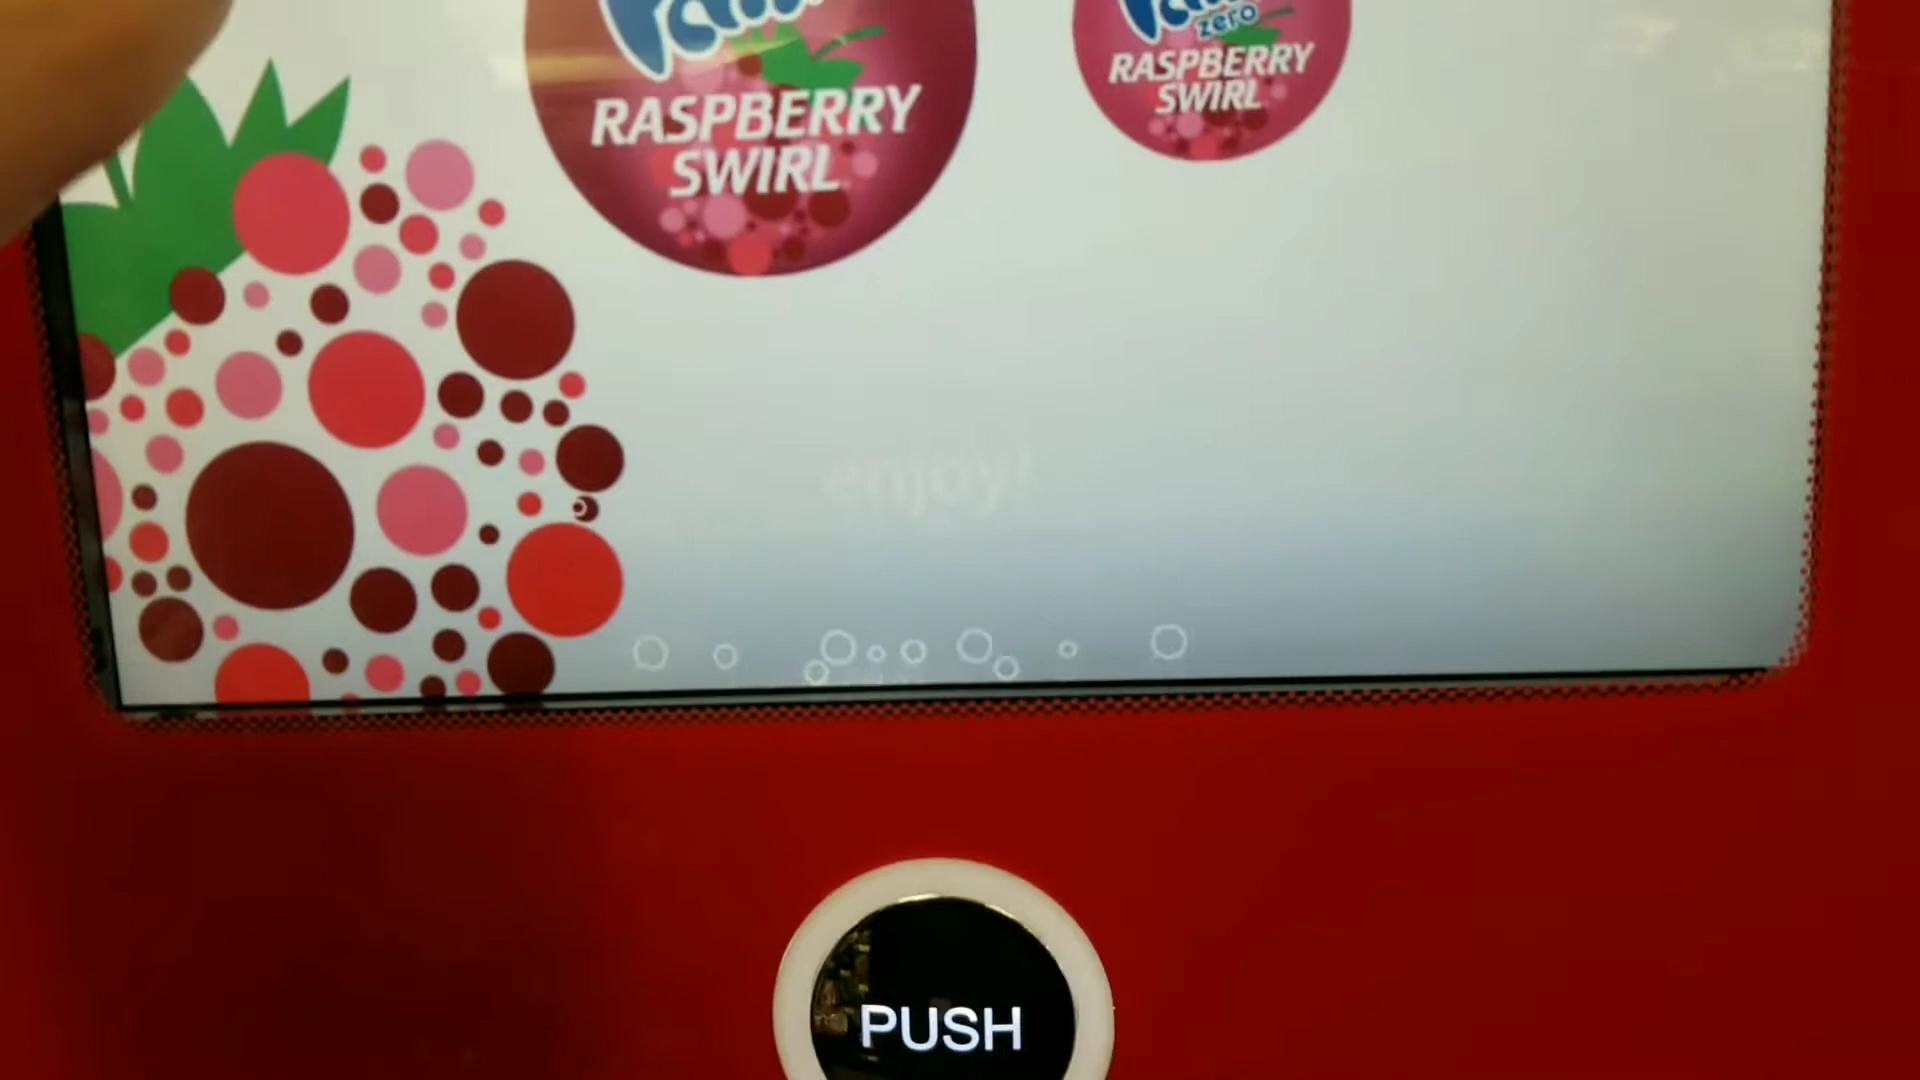 zero
RASPBERRY
SWIRL
RASPBERRY
SWIRL
enjoy!
PUSH